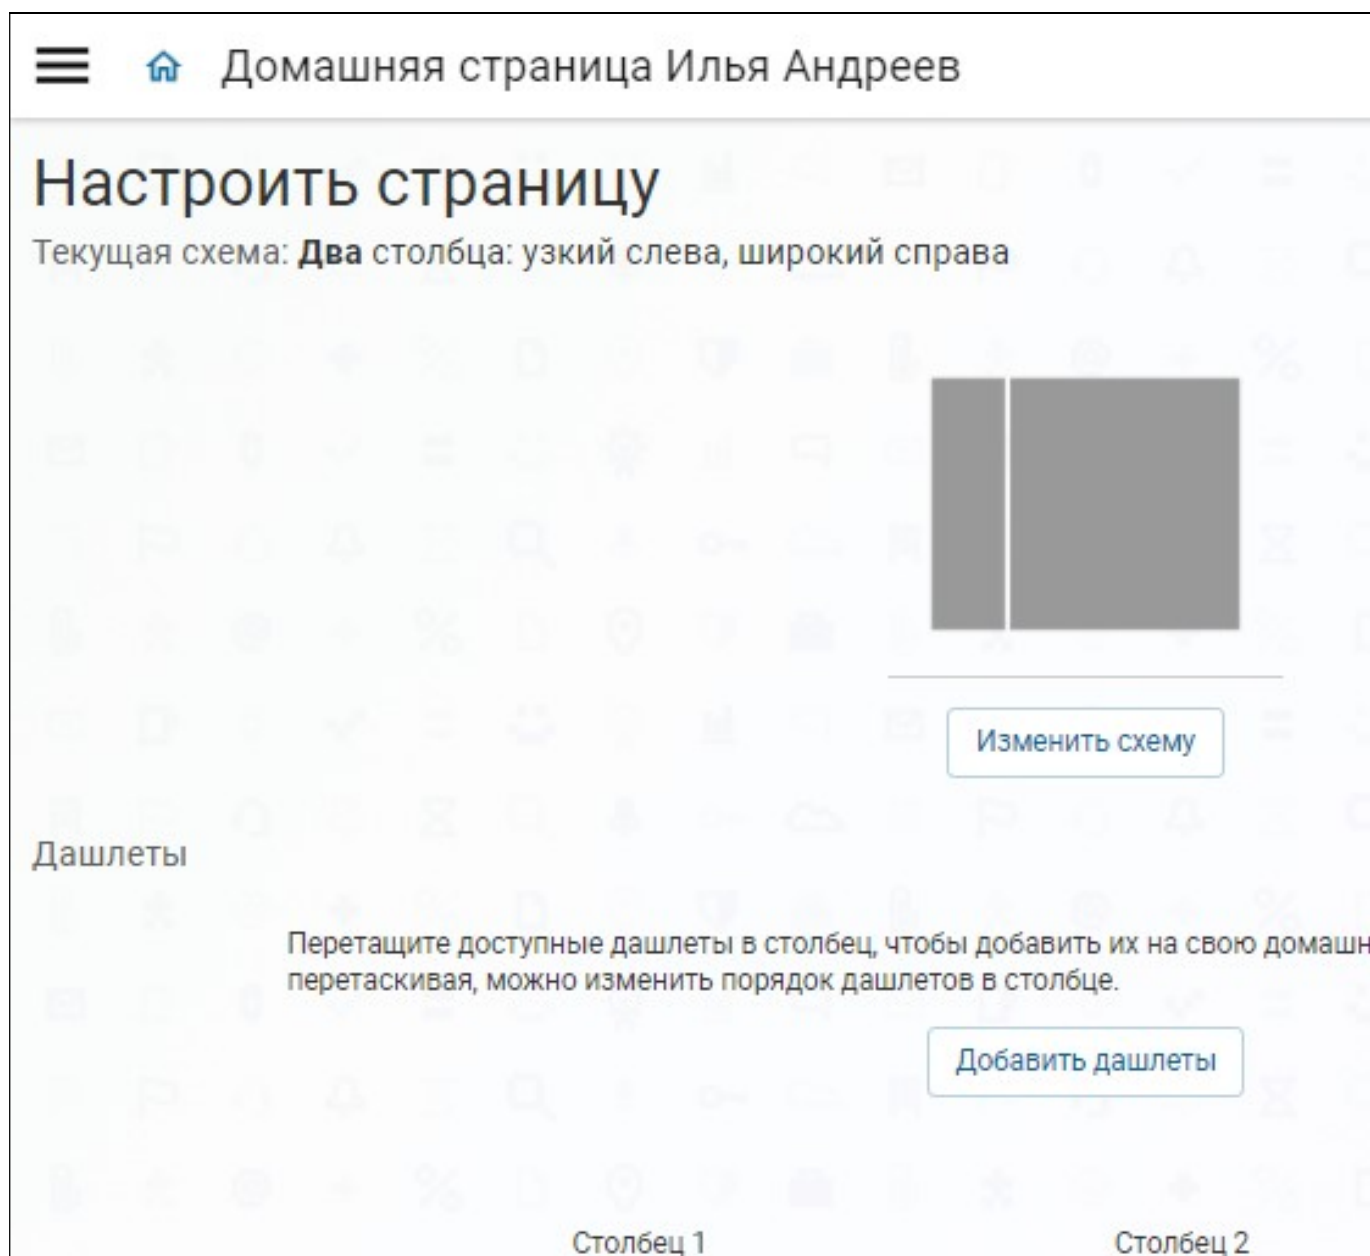 Домашняя страница Илья Андреев
Настроить страницу
Текущая схема: Два столбца: узкий слева, широкий справа
Изменить схему
Дашлеты
Перетащите доступные дашлеты в столбец, чтобы добавить их на свою домашн
перетаскивая, можно изменить порядок дашлетов в столбце.
Добавить дашлеты
Столбец 1 Столбец 2